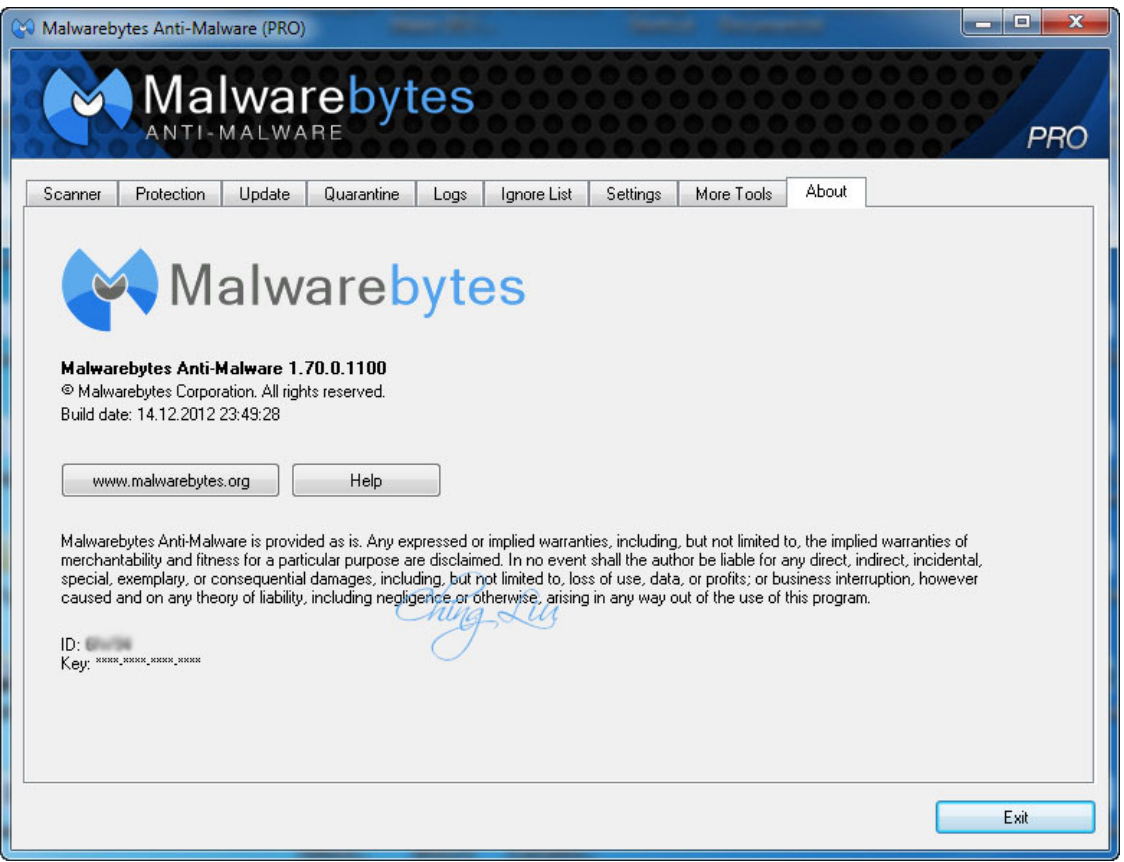 Malwarebytes Anti-Malware (PRO)
Malwarebytes
ANTI-MALWARE
PRO
Scanner Protection Update Quarantine Logs Ignore List Settings More Tools About
Malwarebytes
Malwarebytes Anti-Malware 1.70.0.1100
© Malwarebytes Corporation. All rights reserved.
Build date: 14.12.2012 23:49:28
www.malwarebytes.org Help
Malwarebytes Anti-Malware is provided as is. Any expressed or implied warranties, including, but not limited to, the implied warranties of
merchantability and fitness for a particular purpose are disclaimed. In no event shall the author be liable for any direct, indirect, incidental,
special, exemplary, or consequential damages, including, but not limited to, loss of use, data, or profits; or business interruption, however
caused and on any theory of liability, including negligence or otherwise, arising in any way out of the use of this program.
Ching Liu
ID:
Key: ****-****-****-****
Exit